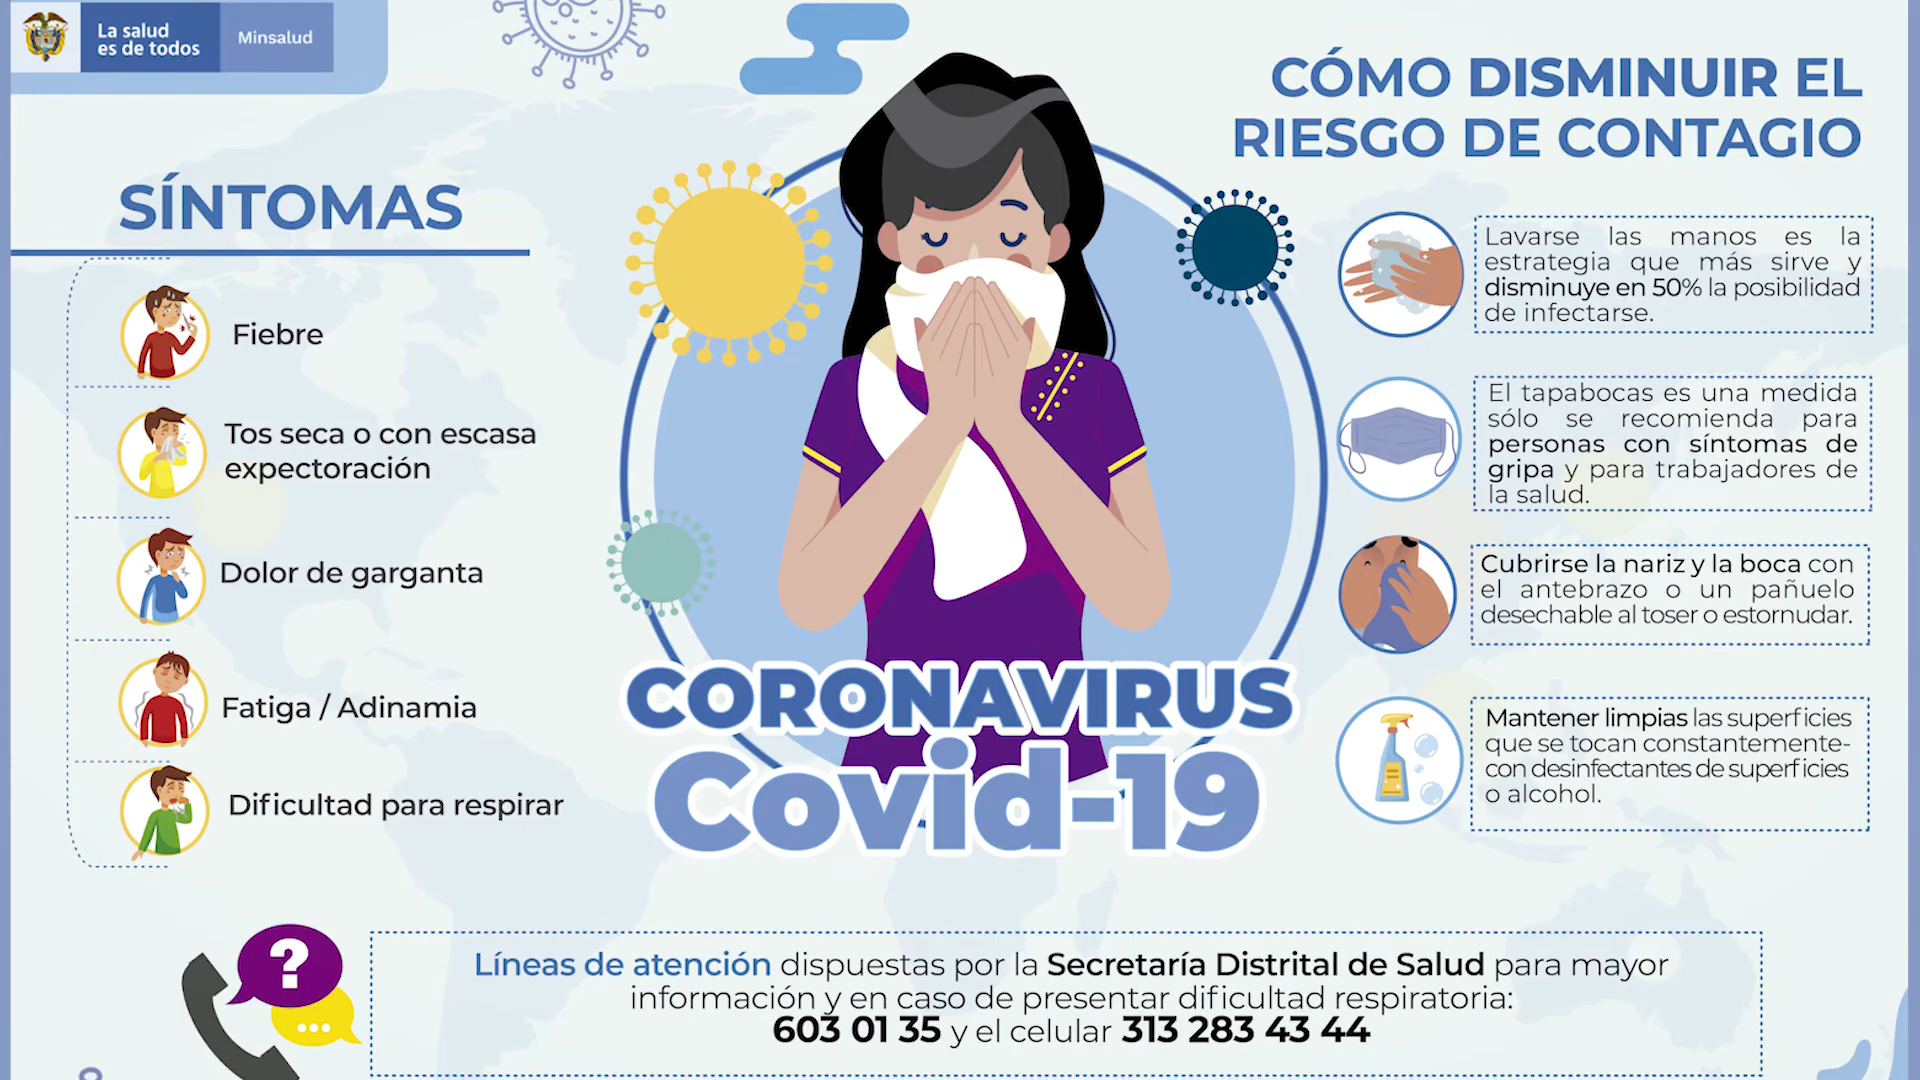 La salud
es de todos
Minsalud
SÍNTOMAS
Fiebre
Tos seca o con escasa
expectoración
Dolor de garganta
Fatiga / Adinamia
Dificultad para respirar
CORONAVIRUS
Covid-19
CÓMO DISMINUIR EL
RIESGO DE CONTAGIO
Lavarse las manos es la
estrategia que más sirve y
disminuye en 50% la posibilidad
de infectarse.
El tapabocas es una medida
sólo se recomienda para
personas con síntomas de
gripa y para trabajadores de
la salud.
Cubrirse la nariz y la boca con
el antebrazo o un pañuelo
desechable al toser o estornudar.
Mantener limpias las superficies
que se tocan constantemente-
con desinfectantes de superficies
o alcohol.
?
Líneas de atención dispuestas por la Secretaría Distrital de Salud para mayor
información y en caso de presentar dificultad respiratoria:
603 01 35 y el celular 313 283 43 44